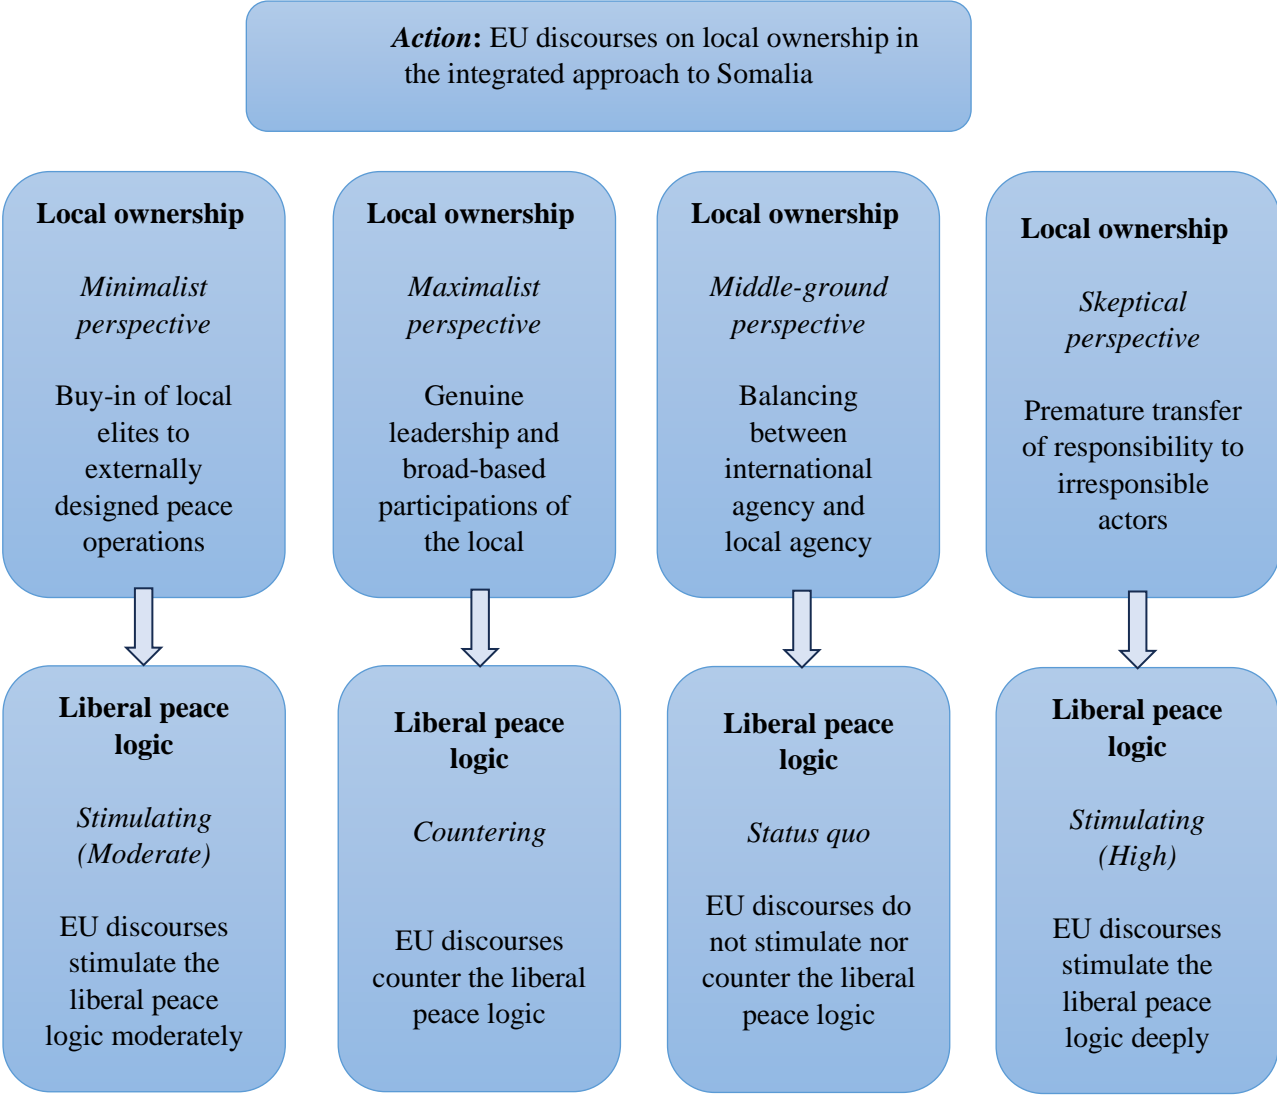 Action: EU discourses on local ownership in
the integrated approach to Somalia
Local ownership
Minimalist
perspective
Buy-in of local
elites to
externally
designed peace
operations
Local ownership
Maximalist
perspective
Genuine
leadership and
broad-based
participations of
the local
Local ownership
Middle-ground
perspective
Balancing
between
international
agency and
local agency
Local ownership
Skeptical
perspective
Premature transfer
of responsibility to
irresponsible
actors
Liberal peace
logic
Stimulating
(Moderate)
EU discourses
stimulate the
liberal peace
logic moderately
Liberal peace
logic
Countering
EU discourses
counter the liberal
peace logic
Liberal peace
logic
Status quo
EU discourses do
not stimulate nor
counter the liberal
peace logic
Liberal peace
logic
Stimulating
(High)
EU discourses
stimulate the
liberal peace
logic deeply